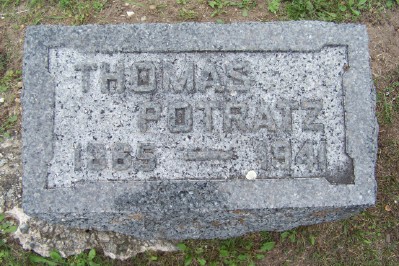 THOMAS
POTRATZ
1865 — 1941